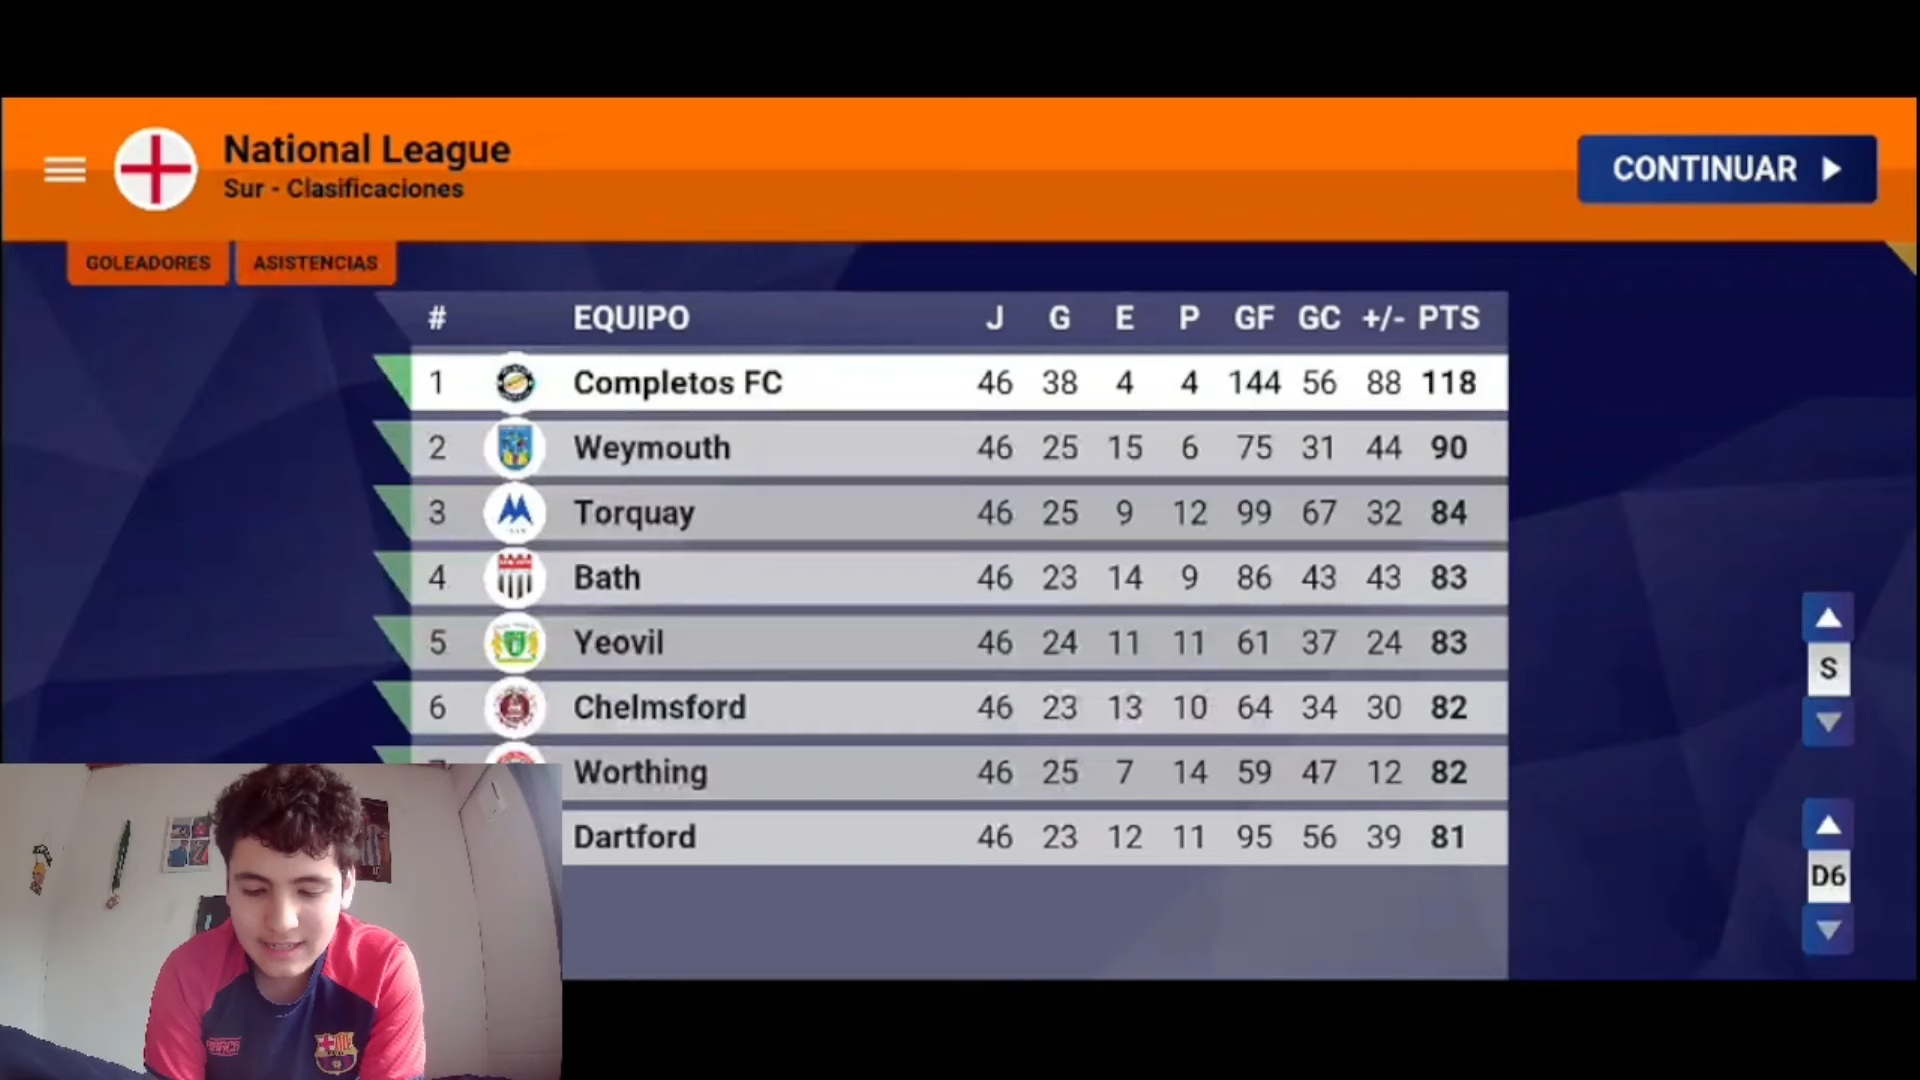 National League
Sur - Clasificaciones
CONTINUAR
GOLEADORES ASISTENCIAS
# EQUIPO J G E P GF GC +/- PTS
1 Completos FC 46 38 4 4 144 56 88 118
2 Weymouth 46 25 15 6 75 31 44 90
3 Torquay 46 25 9 12 99 67 32 84
4 Bath 46 23 14 9 86 43 43 83
5 Yeovil 46 24 11 11 61 37 24 83
6 Chelmsford 46 23 13 10 64 34 30 82
Worthing 46 25 7 14 59 47 12 82
Dartford 46 23 12 11 95 56 39 81
S
D6